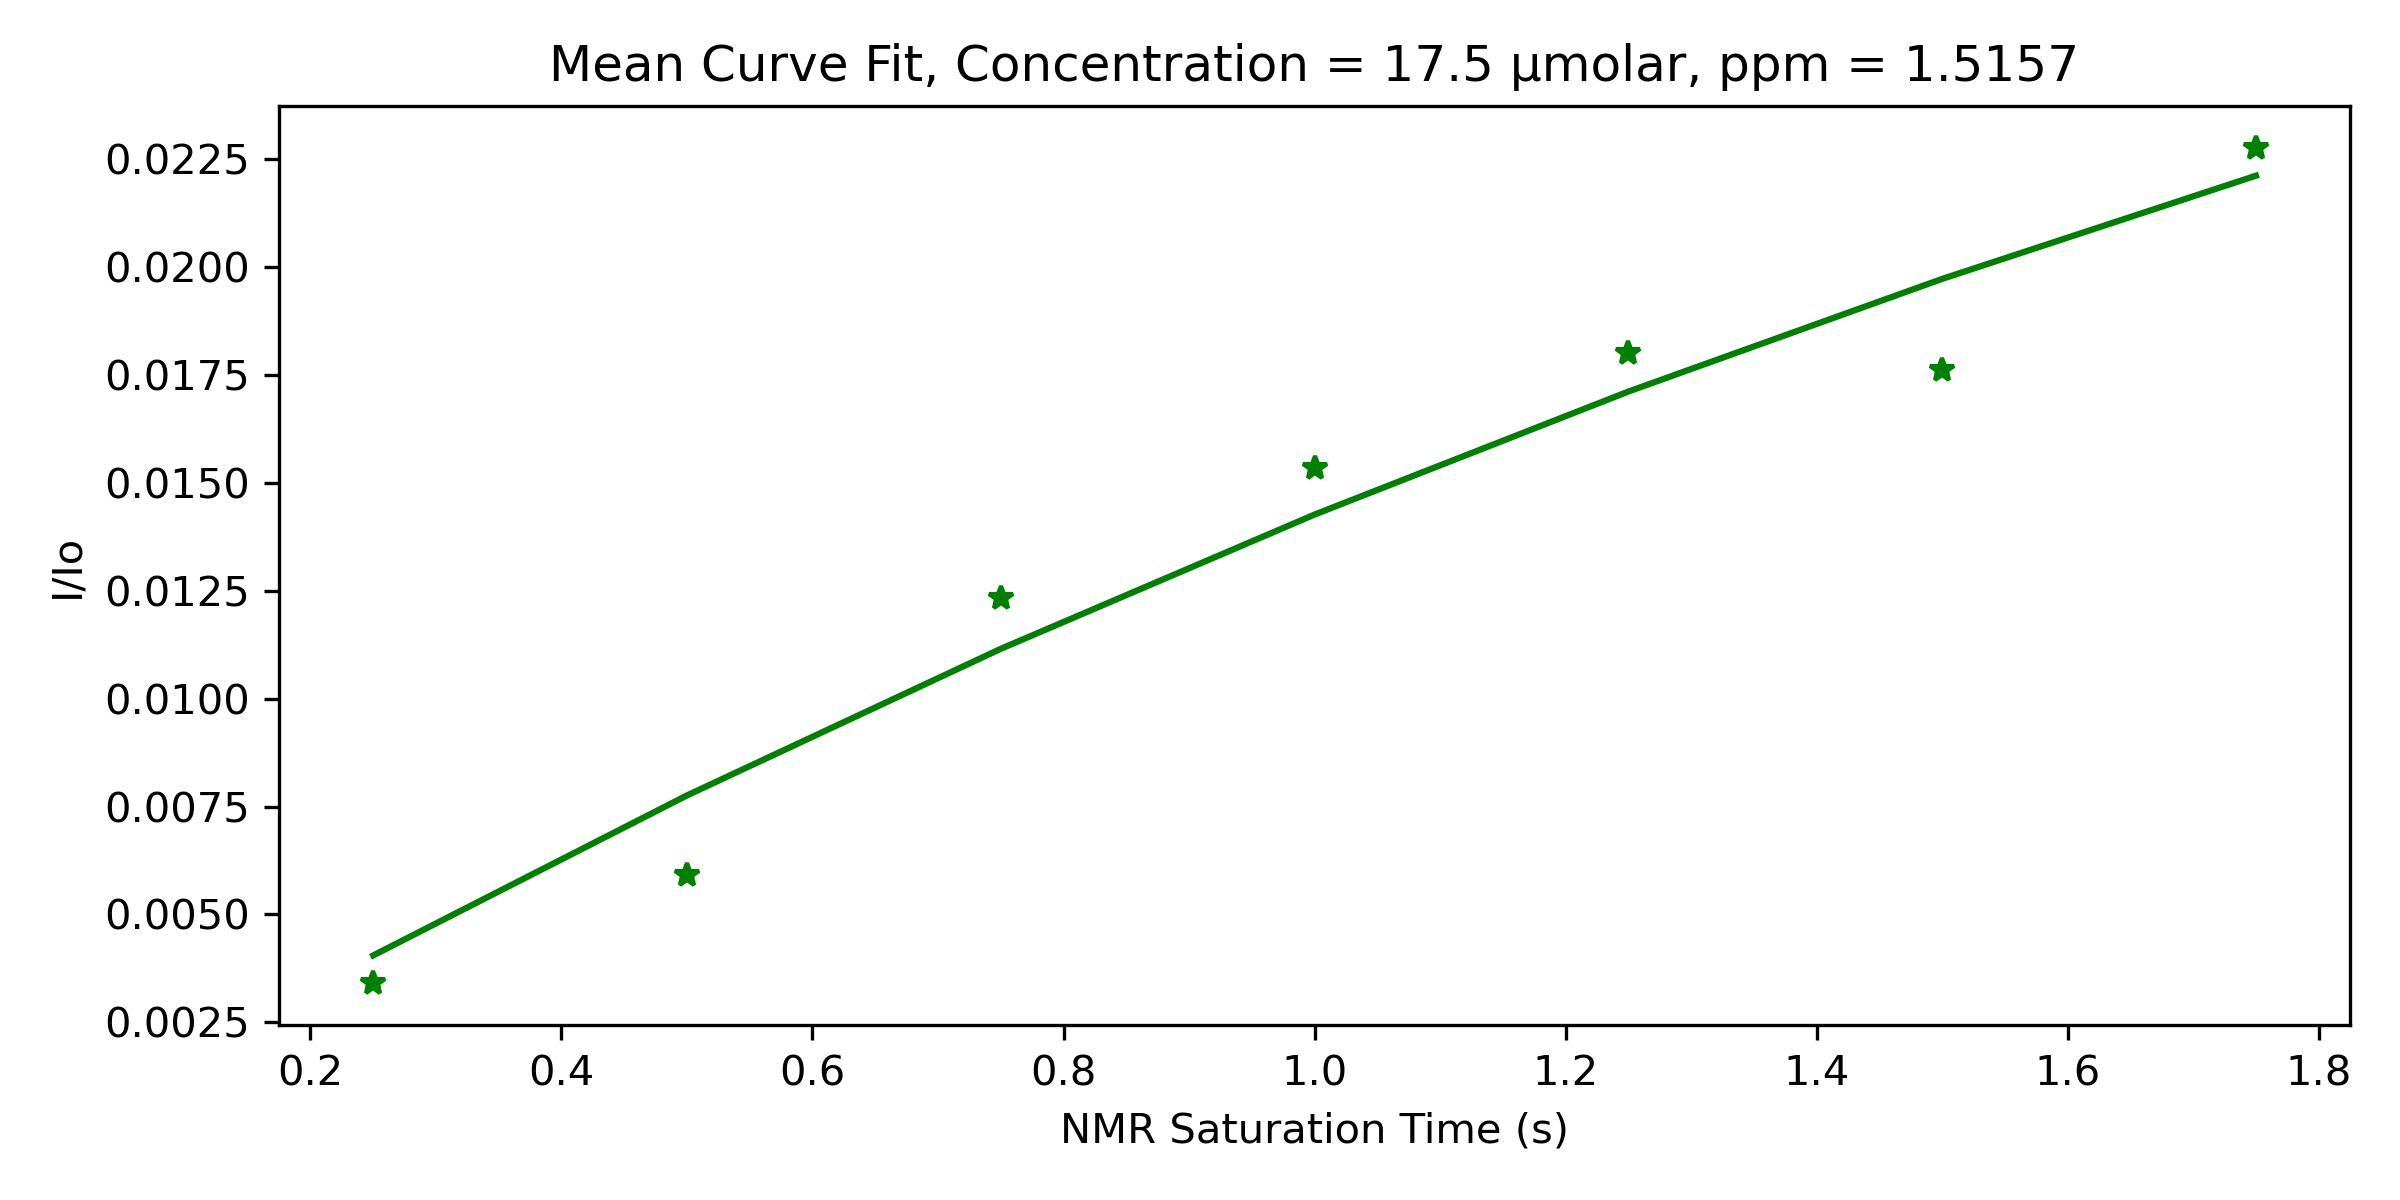 Mean Curve Fit, Concentration = 17.5 µmolar, ppm = 1.5157
0.0225
0.0200
0.0175
0.0150
0.0125
0.0100
0.0075
0.0050
0.0025
I/Io
0.2 0.4 0.6 0.8 1.0 1.2 1.4 1.6 1.8
NMR Saturation Time (s)